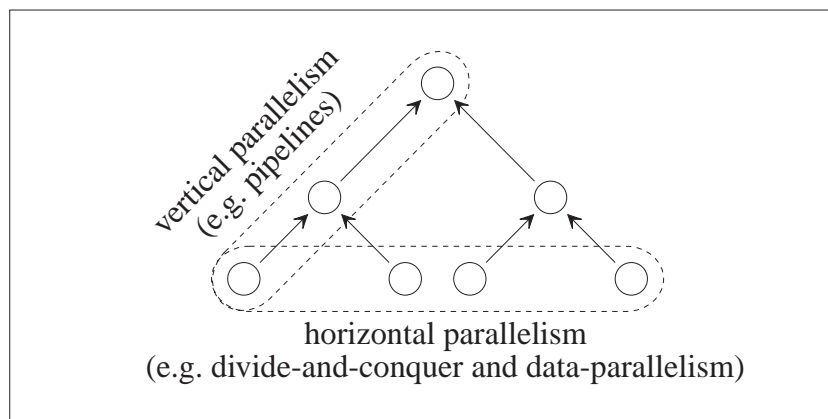 vertical parallelism
(e.g. pipelines)
horizontal parallelism
(e.g. divide-and-conquer and data-parallelism)